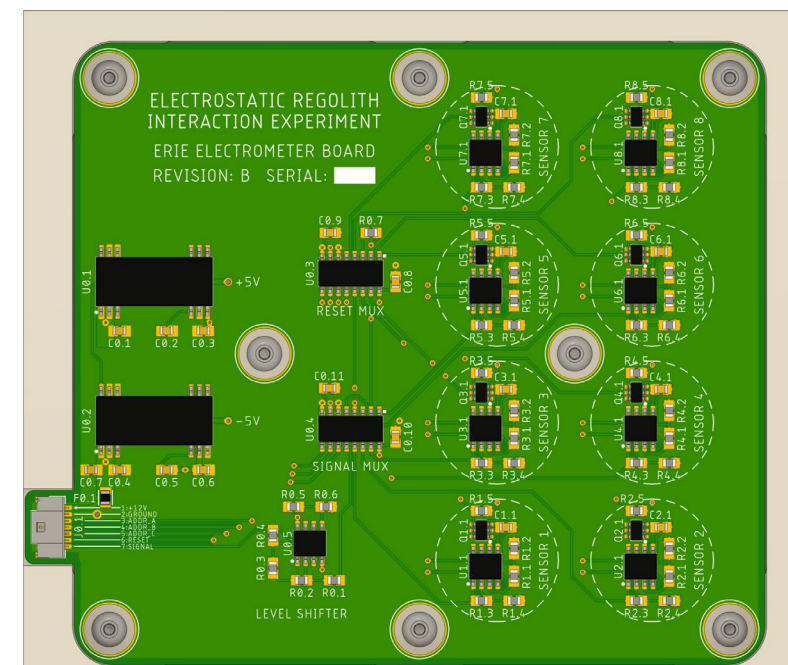 ELECTROSTATIC REGOLITH
INTERACTION EXPERIMENT
ERIE ELECTROMETER BOARD
REVISION: B SERIAL:
U0.1
+5V
C0.1 C0.2 C0.3
U0.2
-5V
C0.7 C0.4 C0.5 C0.6
F0.1
J0.1
1:+12V
2:GROUND
3:ADDR_A
4:ADDR_B
5:ADDR_C
6:RESET
7:SIGNAL
C0.9 R0.7
U0.3
C0.8
RESET MUX
C0.11
U0.4
C0.10
SIGNAL MUX
R0.5 R0.6
R0.4
U0.5
R0.3
R0.2 R0.1
LEVEL SHIFTER
R7.5
C7.1
Q7.1
R7.2
U7.1
R7.1
SENSOR 7
R7.3 R7.4
R8.5
C8.1
Q8.1
R8.2
U8.1
R8.1
SENSOR 8
R8.3 R8.4
R5.5
C5.1
Q5.1
R5.2
U5.1
R5.1
SENSOR 5
R5.3 R5.4
R6.5
C6.1
Q6.1
R6.2
U6.1
R6.1
SENSOR 6
R6.3 R6.4
R3.5
C3.1
Q3.1
R3.2
U3.1
R3.1
SENSOR 3
R3.3 R3.4
R4.5
C4.1
Q4.1
R4.2
U4.1
R4.1
SENSOR 4
R4.3 R4.4
R1.5
C1.1
Q1.1
R1.2
U1.1
R1.1
SENSOR 1
R1.3 R1.4
R2.5
C2.1
Q2.1
R2.2
U2.1
R2.1
SENSOR 2
R2.3 R2.4